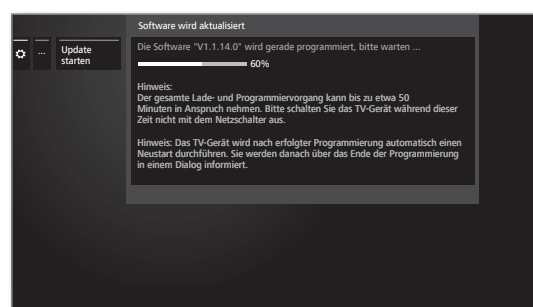 Software wird aktualisiert
... Update
starten
Die Software "V1.1.14.0" wird gerade programmiert, bitte warten ...
60%
Hinweis:
Der gesamte Lade- und Programmiervorgang kann bis zu etwa 50
Minuten in Anspruch nehmen. Bitte schalten Sie das TV-Gerät während dieser
Zeit nicht mit dem Netzschalter aus.
Hinweis: Das TV-Gerät wird nach erfolgter Programmierung automatisch einen
Neustart durchführen. Sie werden danach über das Ende der Programmierung
in einem Dialog informiert.